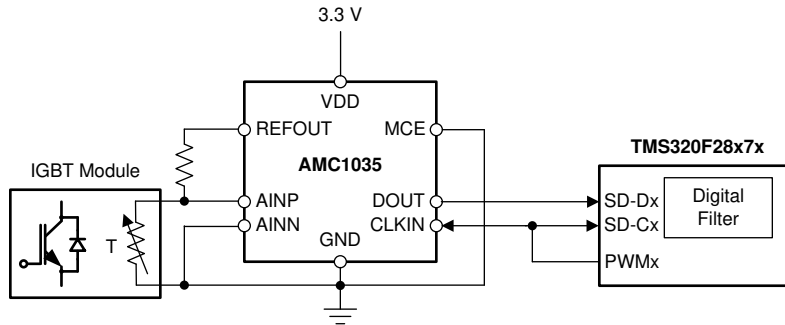 3.3 V
VDD
REFOUT
MCE
AMC1035
TMS320F28x7x
IGBT Module
AINP
DOUT
SD-Dx
Digital
Filter
T
AINN
CLKIN
SD-Cx
GND
PWMx